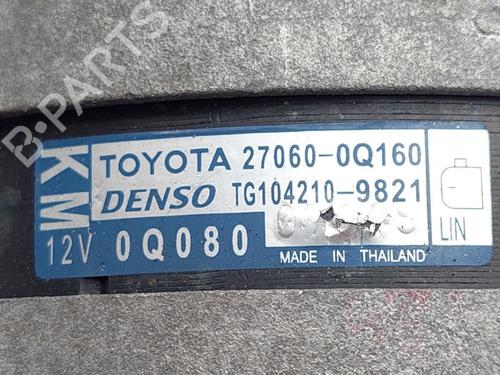 B-PARTS
KM
TOYOTA 27060-0Q160
DENSO TG104210-9821
12V 0Q080
LIN
MADE IN THAILAND